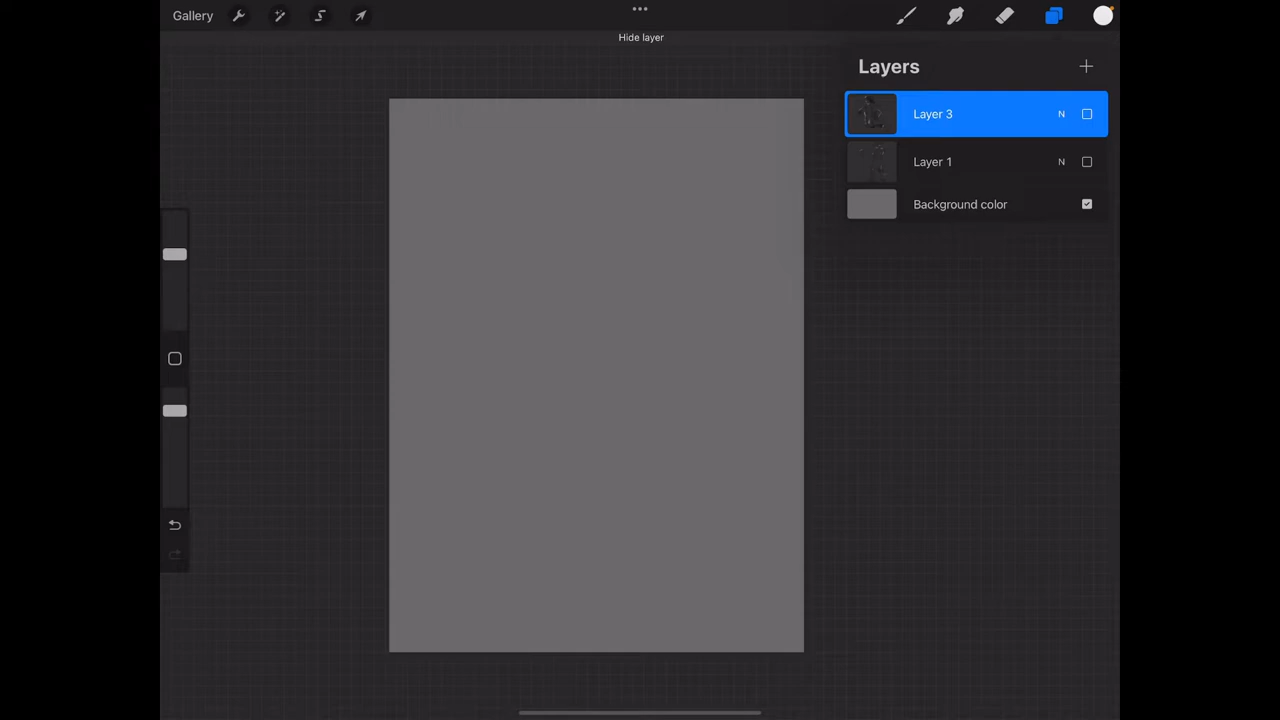 Gallery
Hide layer
Layers
Layer 3 N
Layer 1 N
Background color